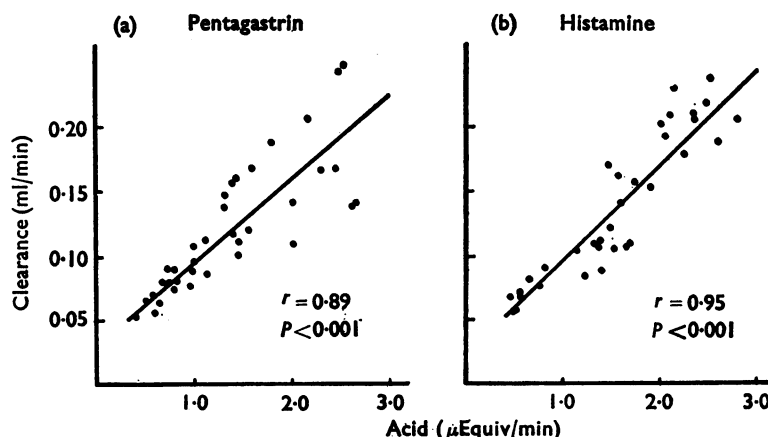 (a) Pentagastrin
(b) Histamine
Clearance (ml/min)
0·20
0·15
0·10
0·05
r = 0·89
P < 0·001
r = 0·95
P < 0·001
1·0 2·0 3·0
1·0 2·0 3·0
Acid (μEquiv/min)